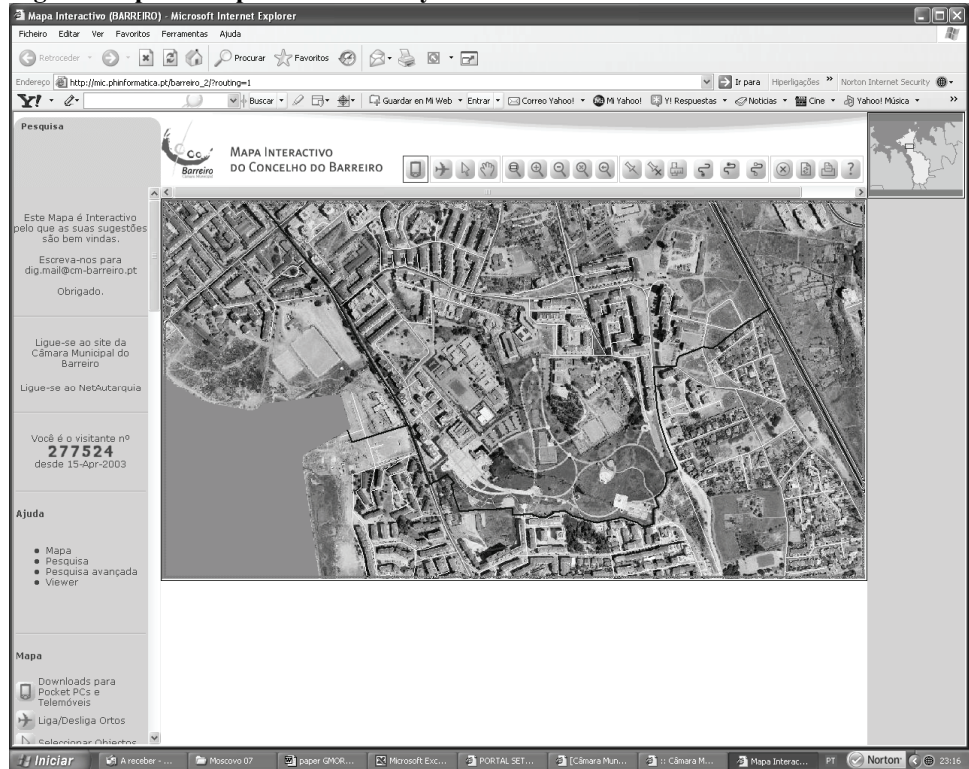 Mapa Interactivo (BARREIRO) - Microsoft Internet Explorer
Ficheiro Editar Ver Favoritos Ferramentas Ajuda
Retroceder Procurar Favoritos
Endereço http://mic.phinformatica.pt/barreiro_2/?routing=1 Ir para Hiperligações » Norton Internet Security
Y! Buscar Guardar en Mi Web Entrar Correo Yahoo! Mi Yahoo! Y! Respuestas Noticias Cine Yahoo! Música »
Pesquisa
Barreiro
MAPA INTERACTIVO
DO CONCELHO DO BARREIRO
?
Este Mapa é Interactivo
pelo que as suas sugestões
são bem vindas.
Escreva-nos para
dig.mail@cm-barreiro.pt
Obrigado.
Ligue-se ao site da
Câmara Municipal do
Barreiro
Ligue-se ao NetAutarquia
Você é o visitante nº
277524
desde 15-Apr-2003
Ajuda
Mapa
Pesquisa
Pesquisa avançada
Viewer
Mapa
Downloads para
Pocket PCs e
Telemóveis
Liga/Desliga Ortos
Seleccionar Objectos
Iniciar A receber - ... Moscovo 07 paper GMOR... Microsoft Exc... PORTAL SET... [Câmara Mun... :: Câmara M... Mapa Interac... PT Norton 23:16